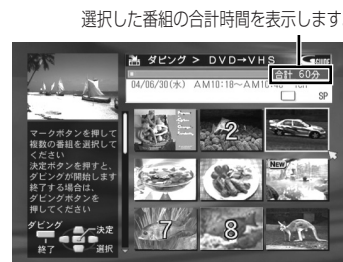 選択した番組の合計時間を表示します
ダビング > DVD→VHS
合計 60分
04/06/30(水) AM10:18~AM10:48 10ch
SP
マークボタンを押して
複数の番組を選択して
ください
決定ボタンを押すと、
ダビングが開始します
終了する場合は、
ダビングボタンを
押してください
ダビング
決定
終了
選択
2
New
7
8